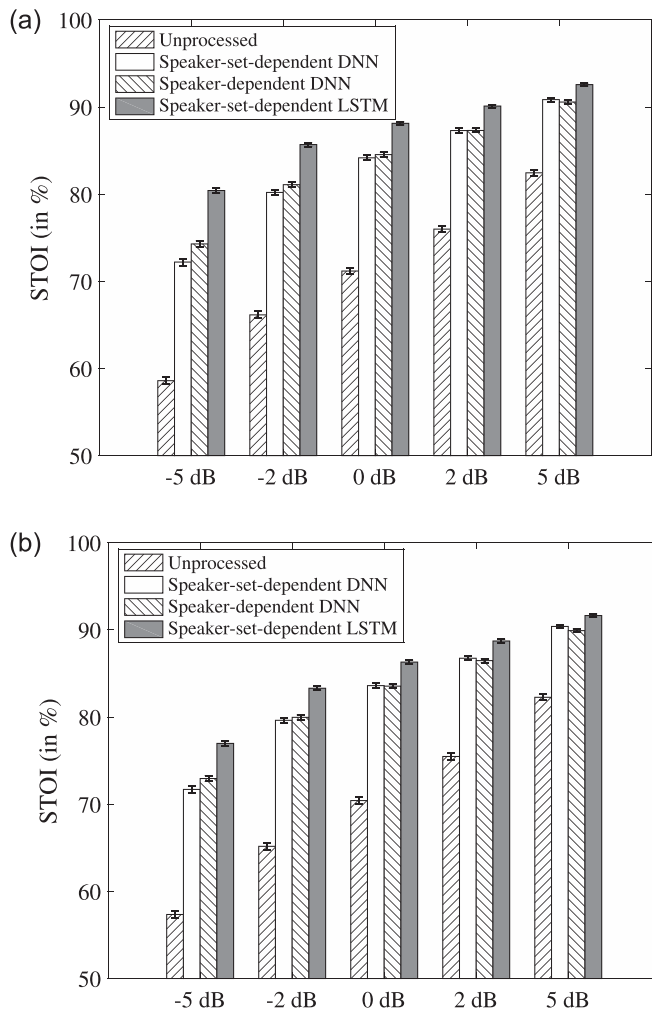 (a)
100
90
80
70
60
50
STOI (in %)
Unprocessed
Speaker-set-dependent DNN
Speaker-dependent DNN
Speaker-set-dependent LSTM
-5 dB -2 dB 0 dB 2 dB 5 dB
(b)
100
90
80
70
60
50
STOI (in %)
Unprocessed
Speaker-set-dependent DNN
Speaker-dependent DNN
Speaker-set-dependent LSTM
-5 dB -2 dB 0 dB 2 dB 5 dB